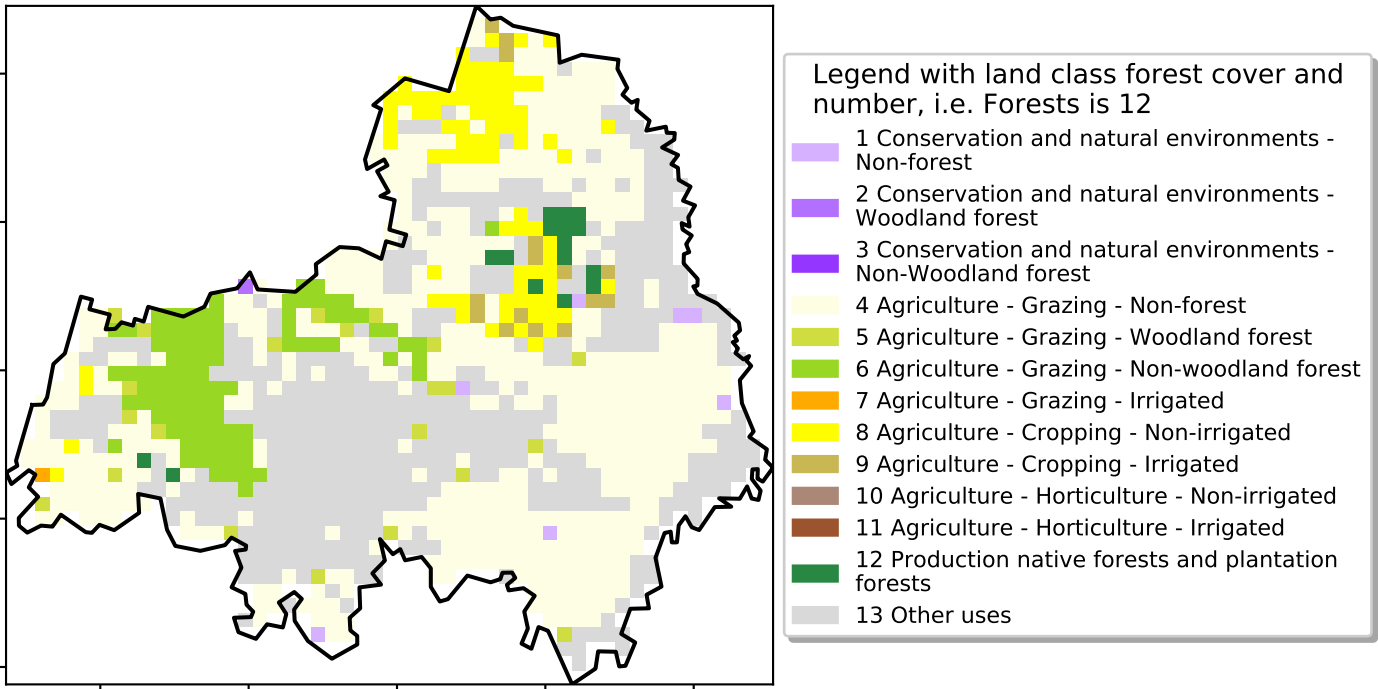 Legend with land class forest cover and
number, i.e. Forests is 12
1 Conservation and natural environments -
Non-forest
2 Conservation and natural environments -
Woodland forest
3 Conservation and natural environments -
Non-Woodland forest
4 Agriculture - Grazing - Non-forest
5 Agriculture - Grazing - Woodland forest
6 Agriculture - Grazing - Non-woodland forest
7 Agriculture - Grazing - Irrigated
8 Agriculture - Cropping - Non-irrigated
9 Agriculture - Cropping - Irrigated
10 Agriculture - Horticulture - Non-irrigated
11 Agriculture - Horticulture - Irrigated
12 Production native forests and plantation
forests
13 Other uses